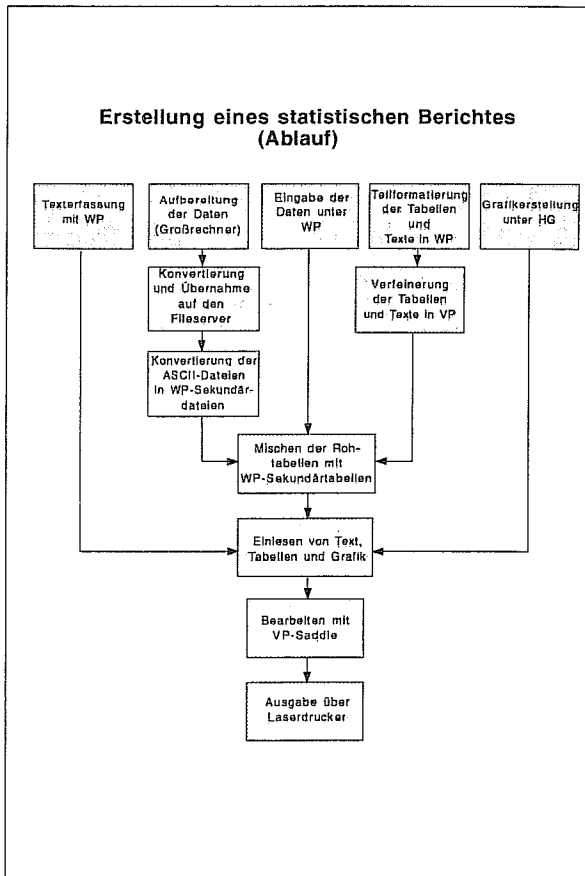 Erstellung eines statistischen Berichtes
(Ablauf)
Texterfassung
mit WP
Aufbereitung
der Daten
(Großrechner)
Eingabe der
Daten unter
WP
Teilformatierung
der Tabellen
und
Texte in WP
Grafikerstellung
unter HG
Konvertierung
und Übernahme
auf den
Fileserver
Verfeinerung
der Tabellen
und Texte in VP
Konvertierung der
ASCII-Dateien
in WP-Sekundär-
dateien
Mischen der Roh-
tabellen mit
WP-Sekundärtabellen
Einlesen von Text,
Tabellen und Grafik
Bearbeiten mit
VP-Saddle
Ausgabe über
Laserdrucker